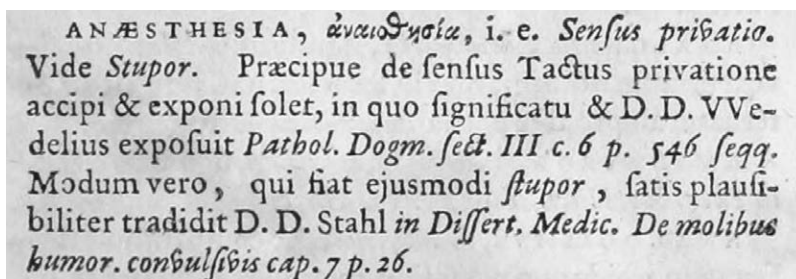 ANÆSTHESIA, ἀναισθησία, i. e. Senſus privatio.
Vide Stupor. Præcipue de ſenſus Tactus privatione
accipi & exponi ſolet, in quo ſignificatu & D. D. VVe-
delius expoſuit Pathol. Dogm. ſect. III c. 6 p. 546 ſeqq.
Modum vero, qui fiat ejusmodi ſtupor, ſatis plauſi-
biliter tradidit D. D. Stahl in Diſſert. Medic. De molibus
humor. convulſivis cap. 7 p. 26.